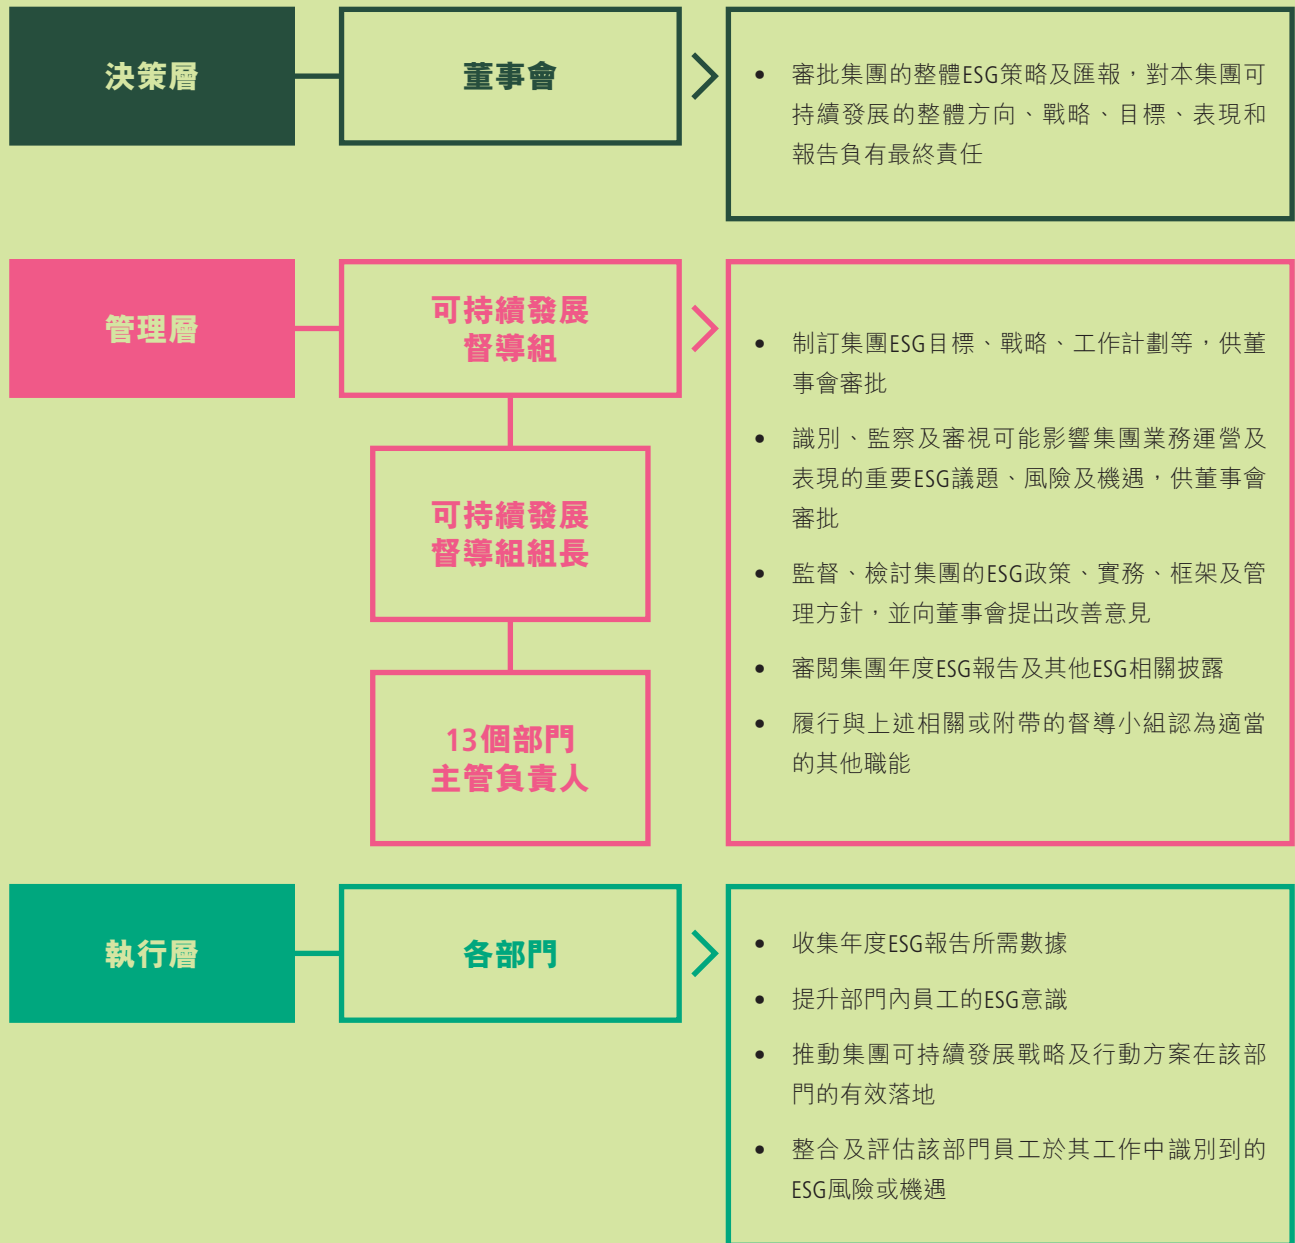 決策層
董事會
• 審批集團的整體ESG策略及匯報，對本集團可
持續發展的整體方向、戰略、目標、表現和
報告負有最終責任
管理層
可持續發展
督導組
可持續發展
督導組組長
13個部門
主管負責人
• 制訂集團ESG目標、戰略、工作計劃等，供董
事會審批
• 識別、監察及審視可能影響集團業務運營及
表現的重要ESG議題、風險及機遇，供董事會
審批
• 監督、檢討集團的ESG政策、實務、框架及管
理方針，並向董事會提出改善意見
• 審閱集團年度ESG報告及其他ESG相關披露
• 履行與上述相關或附帶的督導小組認為適當
的其他職能
執行層
各部門
• 收集年度ESG報告所需數據
• 提升部門內員工的ESG意識
• 推動集團可持續發展戰略及行動方案在該部
門的有效落地
• 整合及評估該部門員工於其工作中識別到的
ESG風險或機遇